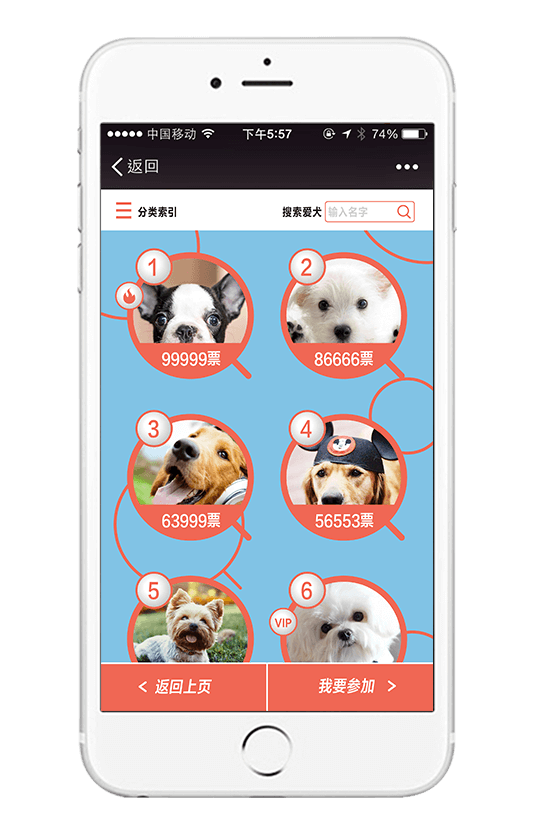 中国移动 下午5:57 74%
返回
分类索引 搜索爱犬 输入名字
1 2
99999票 86666票
3 4
63999票 56553票
5 6
VIP
< 返回上页 我要参加 >